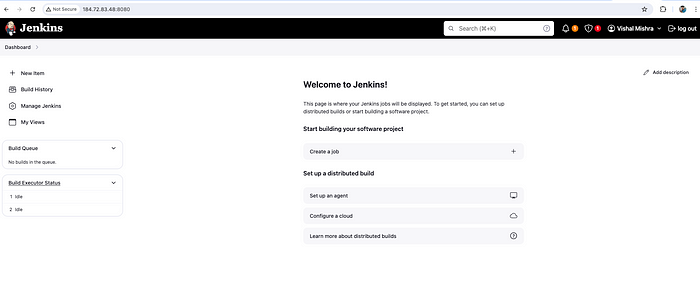 Not Secure 184.72.83.48:8080
Jenkins
Search (⌘+K)
1
1
Vishal Mishra
log out
Dashboard
New Item
Build History
Manage Jenkins
My Views
Build Queue
No builds in the queue.
Build Executor Status
1 Idle
2 Idle
Add description
Welcome to Jenkins!
This page is where your Jenkins jobs will be displayed. To get started, you can set up
distributed builds or start building a software project.
Start building your software project
Create a job
Set up a distributed build
Set up an agent
Configure a cloud
Learn more about distributed builds